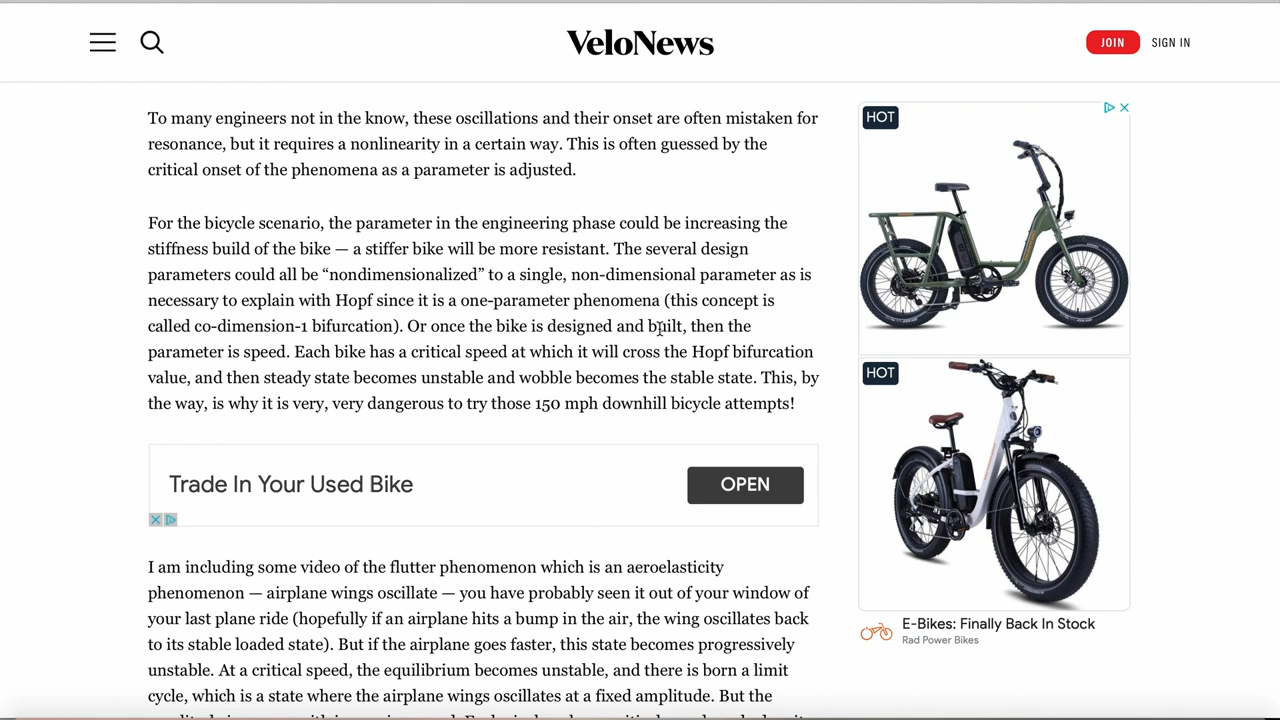 VeloNews
JOIN
SIGN IN
To many engineers not in the know, these oscillations and their onset are often mistaken for
resonance, but it requires a nonlinearity in a certain way. This is often guessed by the
critical onset of the phenomena as a parameter is adjusted.
For the bicycle scenario, the parameter in the engineering phase could be increasing the
stiffness build of the bike — a stiffer bike will be more resistant. The several design
parameters could all be “nondimensionalized” to a single, non-dimensional parameter as is
necessary to explain with Hopf since it is a one-parameter phenomena (this concept is
called co-dimension-1 bifurcation). Or once the bike is designed and built, then the
parameter is speed. Each bike has a critical speed at which it will cross the Hopf bifurcation
value, and then steady state becomes unstable and wobble becomes the stable state. This, by
the way, is why it is very, very dangerous to try those 150 mph downhill bicycle attempts!
Trade In Your Used Bike
OPEN
I am including some video of the flutter phenomenon which is an aeroelasticity
phenomenon — airplane wings oscillate — you have probably seen it out of your window of
your last plane ride (hopefully if an airplane hits a bump in the air, the wing oscillates back
to its stable loaded state). But if the airplane goes faster, this state becomes progressively
unstable. At a critical speed, the equilibrium becomes unstable, and there is born a limit
cycle, which is a state where the airplane wings oscillates at a fixed amplitude. But the
HOT
HOT
E-Bikes: Finally Back In Stock
Rad Power Bikes